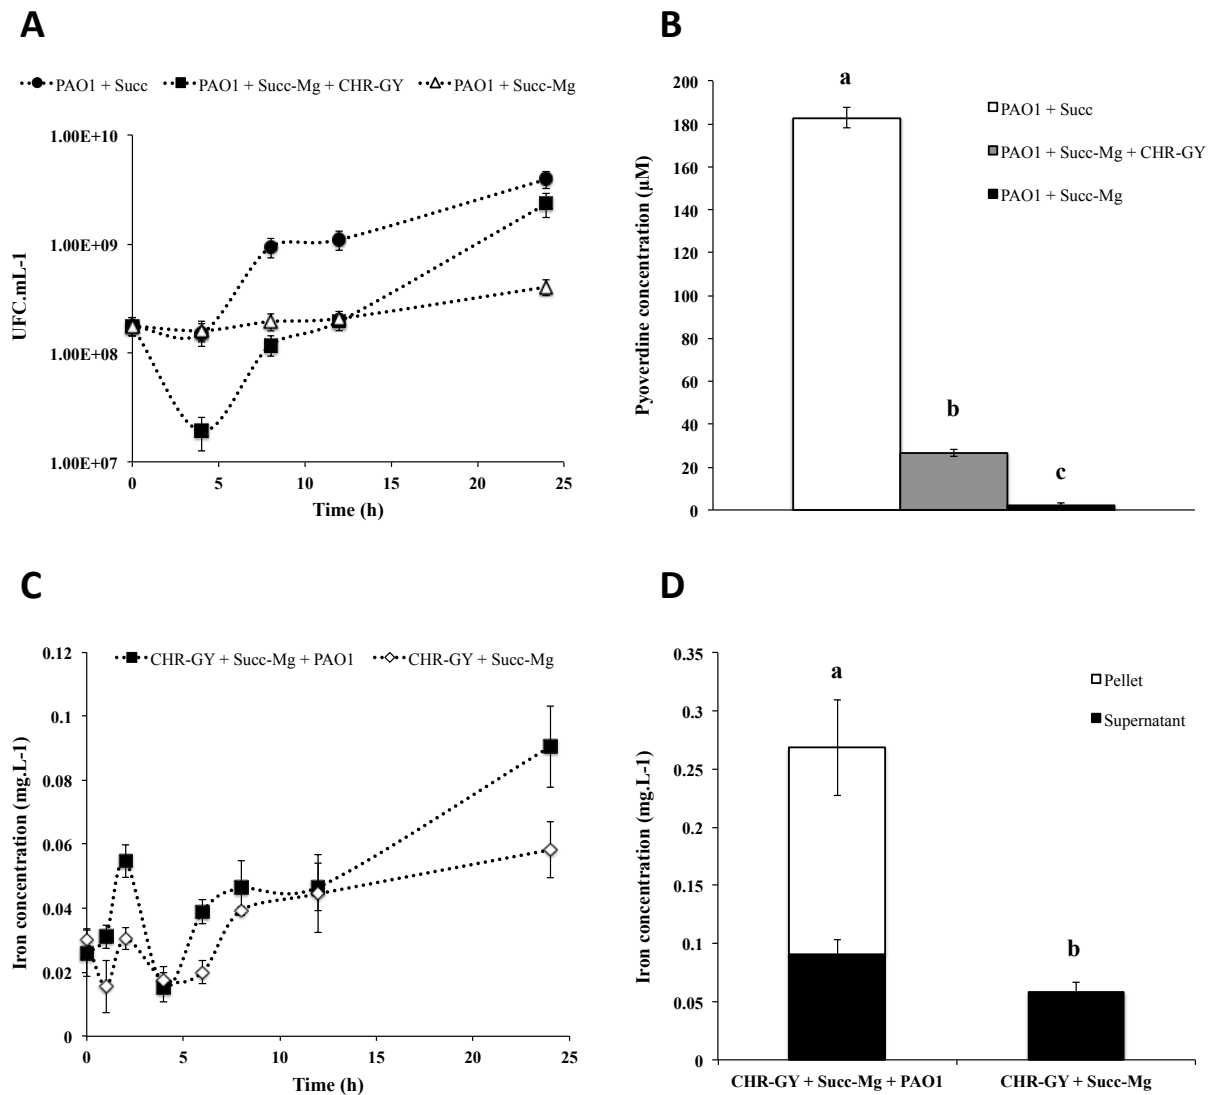 A
PAO1 + Succ
PAO1 + Succ-Mg + CHR-GY
PAO1 + Succ-Mg
1.00E+10
1.00E+09
1.00E+08
1.00E+07
UFC.mL-1
0
5
10
15
20
25
Time (h)
B
a
b
c
PAO1 + Succ
PAO1 + Succ-Mg + CHR-GY
PAO1 + Succ-Mg
200
180
160
140
120
100
80
60
40
20
0
Pyoverdine concentration (µM)
C
CHR-GY + Succ-Mg + PAO1
CHR-GY + Succ-Mg
0.12
0.1
0.08
0.06
0.04
0.02
0
Iron concentration (mg.L-1)
0
5
10
15
20
25
Time (h)
D
a
b
Pellet
Supernatant
0.35
0.3
0.25
0.2
0.15
0.1
0.05
0
Iron concentration (mg.L-1)
CHR-GY + Succ-Mg + PAO1
CHR-GY + Succ-Mg